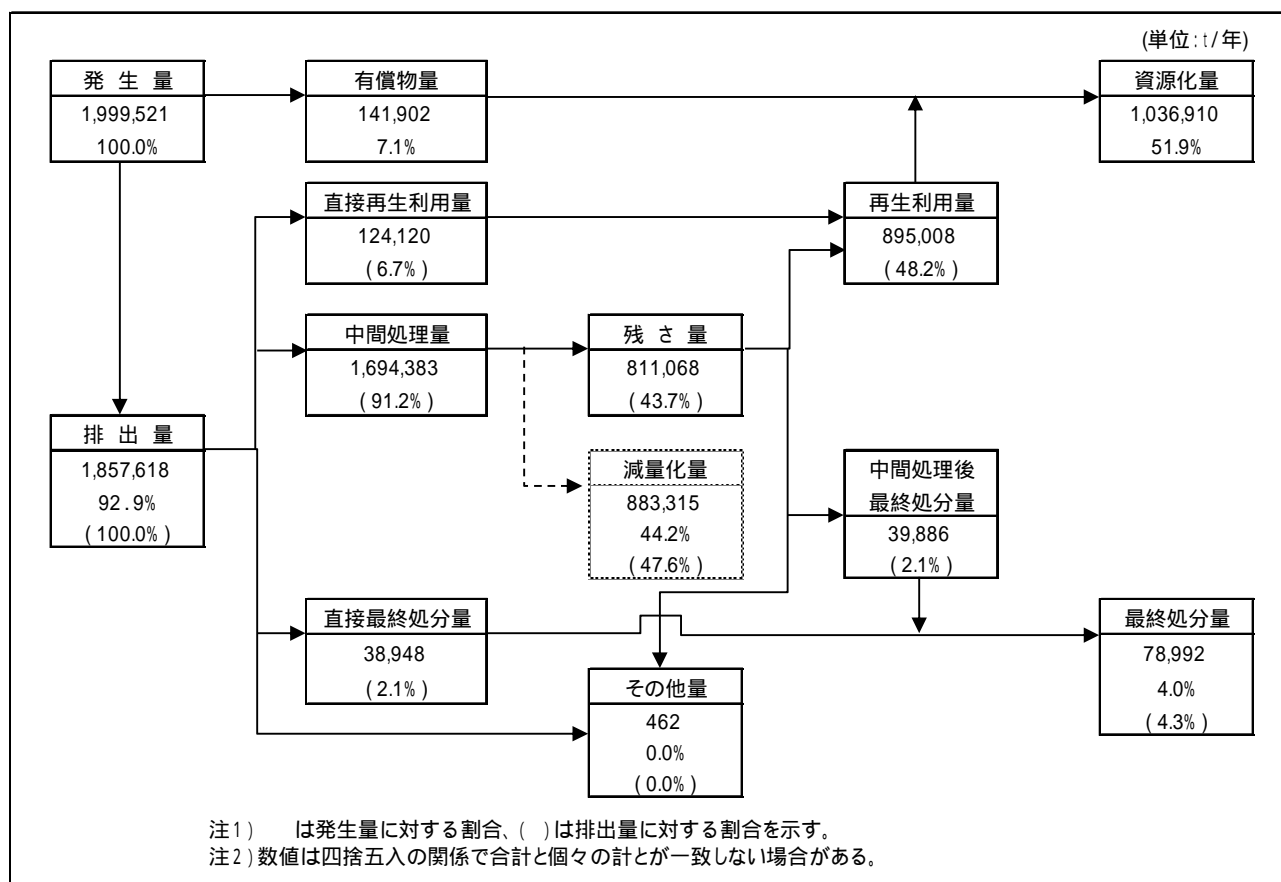 (単位:t/年)
発 生 量
1,999,521
100.0%
有償物量
141,902
7.1%
資源化量
1,036,910
51.9%
直接再生利用量
124,120
(6.7%)
再生利用量
895,008
(48.2%)
中間処理量
1,694,383
(91.2%)
残 さ 量
811,068
(43.7%)
排 出 量
1,857,618
92.9%
(100.0%)
減量化量
883,315
44.2%
(47.6%)
中間処理後
最終処分量
39,886
(2.1%)
直接最終処分量
38,948
(2.1%)
最終処分量
78,992
4.0%
(4.3%)
その他量
462
0.0%
(0.0%)
注1) は発生量に対する割合、( )は排出量に対する割合を示す。
注2)数値は四捨五入の関係で合計と個々の計とが一致しない場合がある。